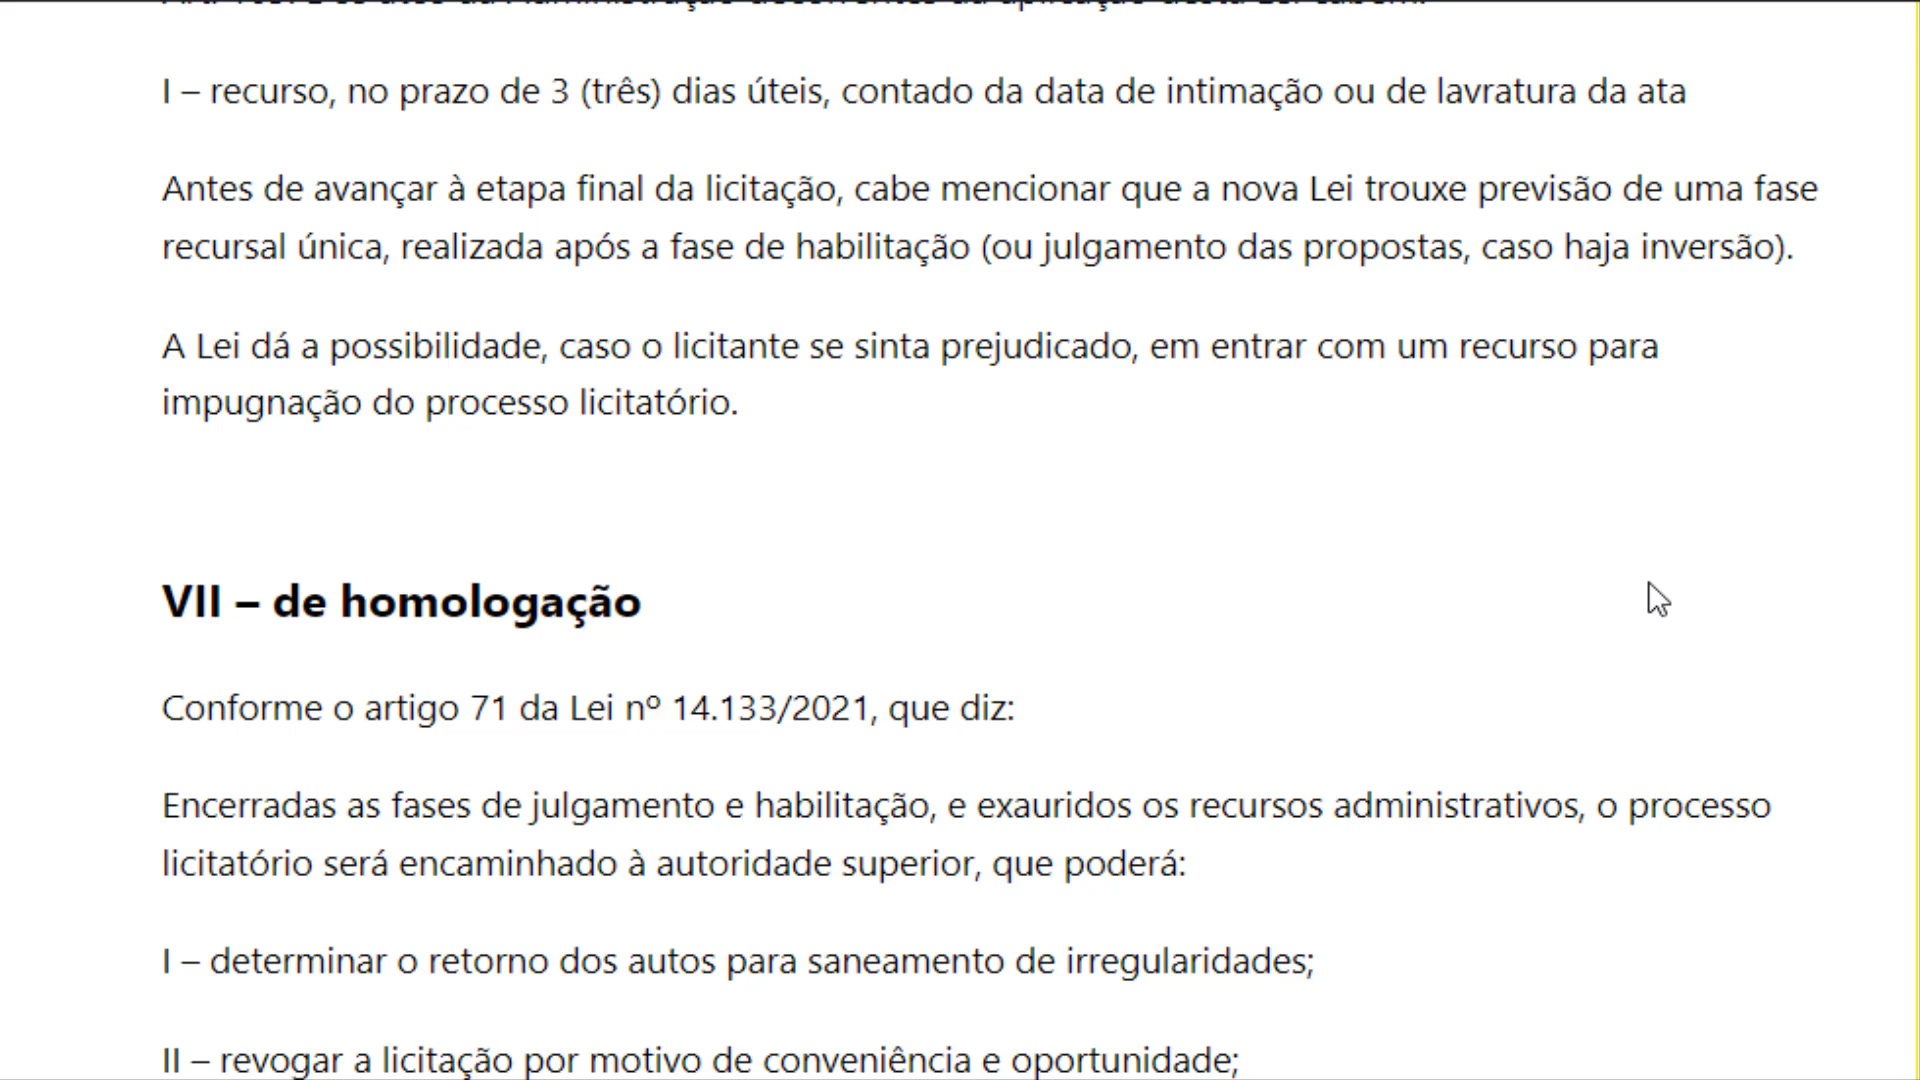 I – recurso, no prazo de 3 (três) dias úteis, contado da data de intimação ou de lavratura da ata
Antes de avançar à etapa final da licitação, cabe mencionar que a nova Lei trouxe previsão de uma fase
recursal única, realizada após a fase de habilitação (ou julgamento das propostas, caso haja inversão).
A Lei dá a possibilidade, caso o licitante se sinta prejudicado, em entrar com um recurso para
impugnação do processo licitatório.
VII – de homologação
Conforme o artigo 71 da Lei nº 14.133/2021, que diz:
Encerradas as fases de julgamento e habilitação, e exauridos os recursos administrativos, o processo
licitatório será encaminhado à autoridade superior, que poderá:
I – determinar o retorno dos autos para saneamento de irregularidades;
II – revogar a licitação por motivo de conveniência e oportunidade;